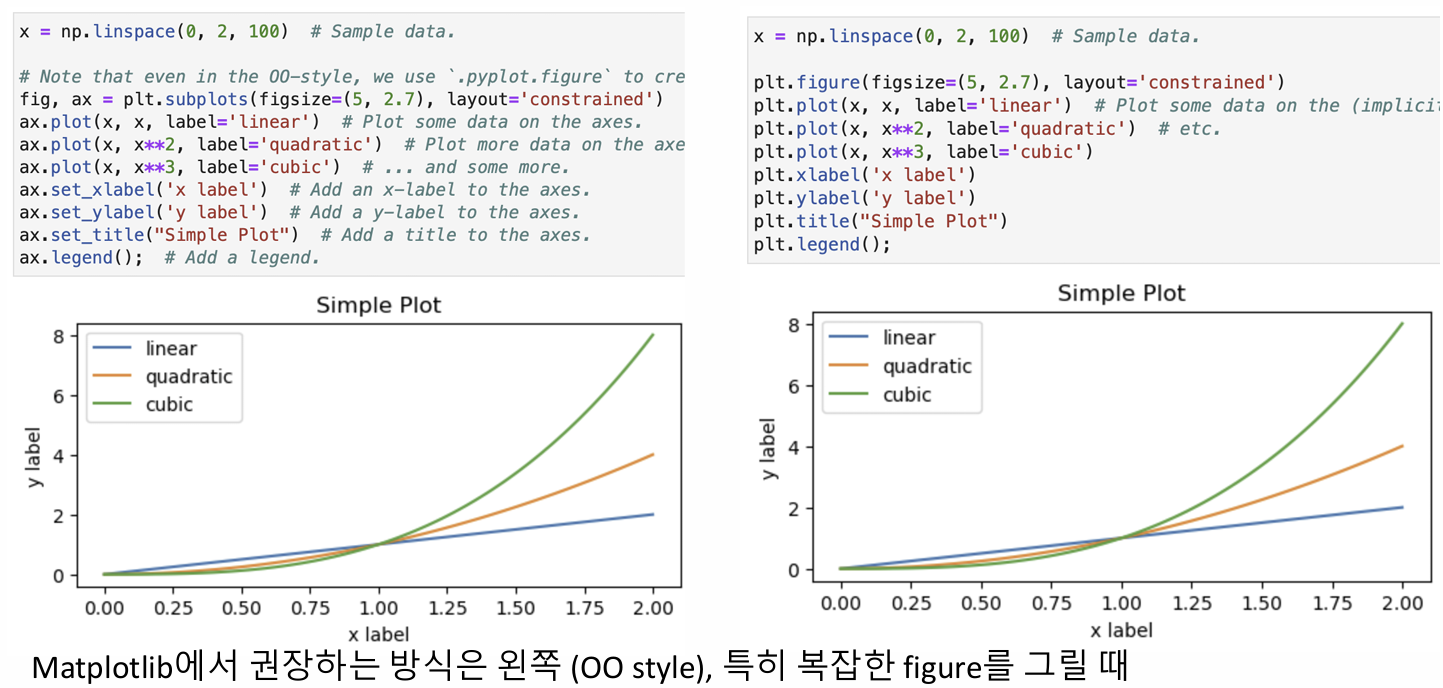 x = np.linspace(0, 2, 100)  # Sample data.
# Note that even in the OO-style, we use `.pyplot.figure` to cre
fig, ax = plt.subplots(figsize=(5, 2.7), layout='constrained')
ax.plot(x, x, label='linear')  # Plot some data on the axes.
ax.plot(x, x**2, label='quadratic')  # Plot more data on the axe
ax.plot(x, x**3, label='cubic')  # ... and some more.
ax.set_xlabel('x label')  # Add an x-label to the axes.
ax.set_ylabel('y label')  # Add a y-label to the axes.
ax.set_title("Simple Plot")  # Add a title to the axes.
ax.legend();  # Add a legend.
Simple Plot
linear
quadratic
cubic
8
6
4
2
0
y label
0.00 0.25 0.50 0.75 1.00 1.25 1.50 1.75 2.00
x label
x = np.linspace(0, 2, 100)  # Sample data.
plt.figure(figsize=(5, 2.7), layout='constrained')
plt.plot(x, x, label='linear')  # Plot some data on the (implicit
plt.plot(x, x**2, label='quadratic')  # etc.
plt.plot(x, x**3, label='cubic')
plt.xlabel('x label')
plt.ylabel('y label')
plt.title("Simple Plot")
plt.legend();
Simple Plot
linear
quadratic
cubic
8
6
4
2
0
y label
0.00 0.25 0.50 0.75 1.00 1.25 1.50 1.75 2.00
x label
Matplotlib에서 권장하는 방식은 왼쪽 (OO style), 특히 복잡한 figure를 그릴 때